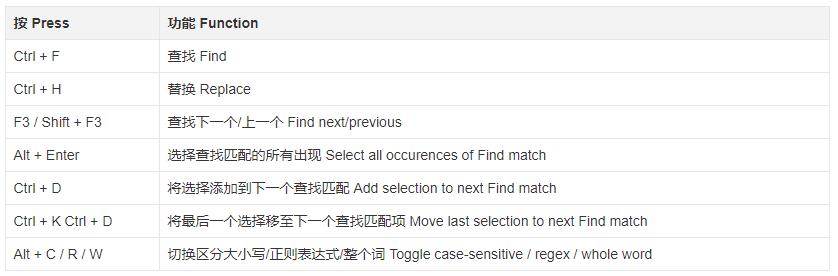 按 Press 功能 Function
Ctrl + F 查找 Find
Ctrl + H 替换 Replace
F3 / Shift + F3 查找下一个/上一个 Find next/previous
Alt + Enter 选择查找匹配的所有出现 Select all occurences of Find match
Ctrl + D 将选择添加到下一个查找匹配 Add selection to next Find match
Ctrl + K Ctrl + D 将最后一个选择移至下一个查找匹配项 Move last selection to next Find match
Alt + C / R / W 切换区分大小写/正则表达式/整个词 Toggle case-sensitive / regex / whole word